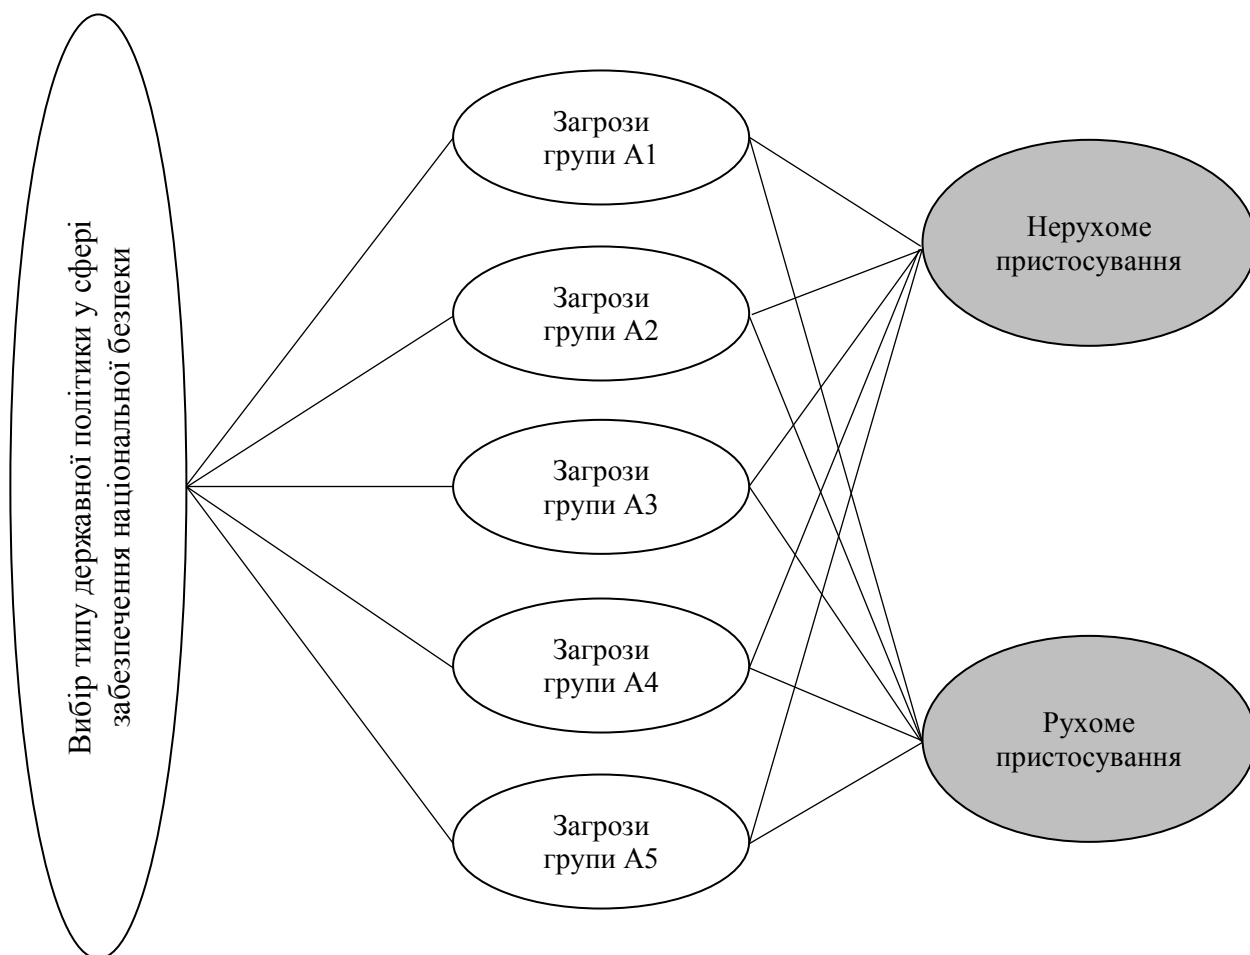 Вибір типу державної політики у сфері
забезпечення національної безпеки
Загрози
групи А1
Загрози
групи А2
Загрози
групи А3
Загрози
групи А4
Загрози
групи А5
Нерухоме
пристосування
Рухоме
пристосування